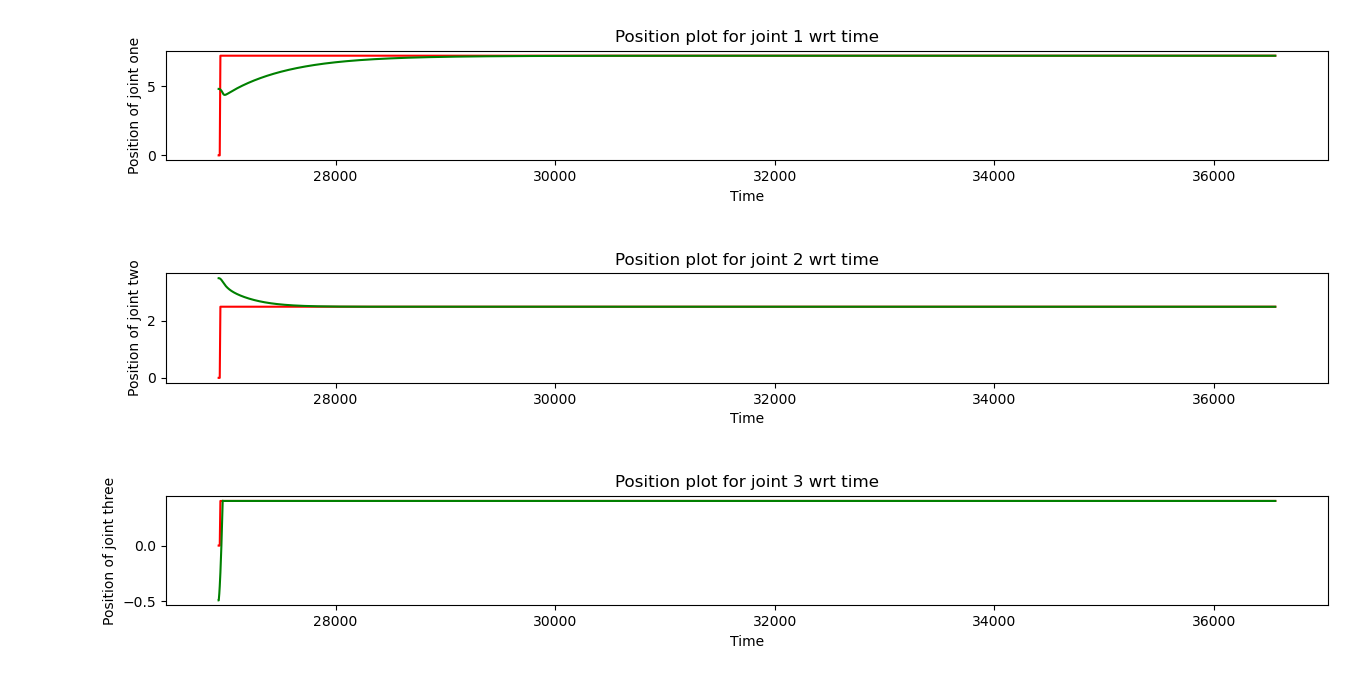 Position plot for joint 1 wrt time
Position of joint one
5
0
28000 30000 32000 34000 36000
Time
Position plot for joint 2 wrt time
Position of joint two
2
0
28000 30000 32000 34000 36000
Time
Position plot for joint 3 wrt time
Position of joint three
0.0
−0.5
28000 30000 32000 34000 36000
Time